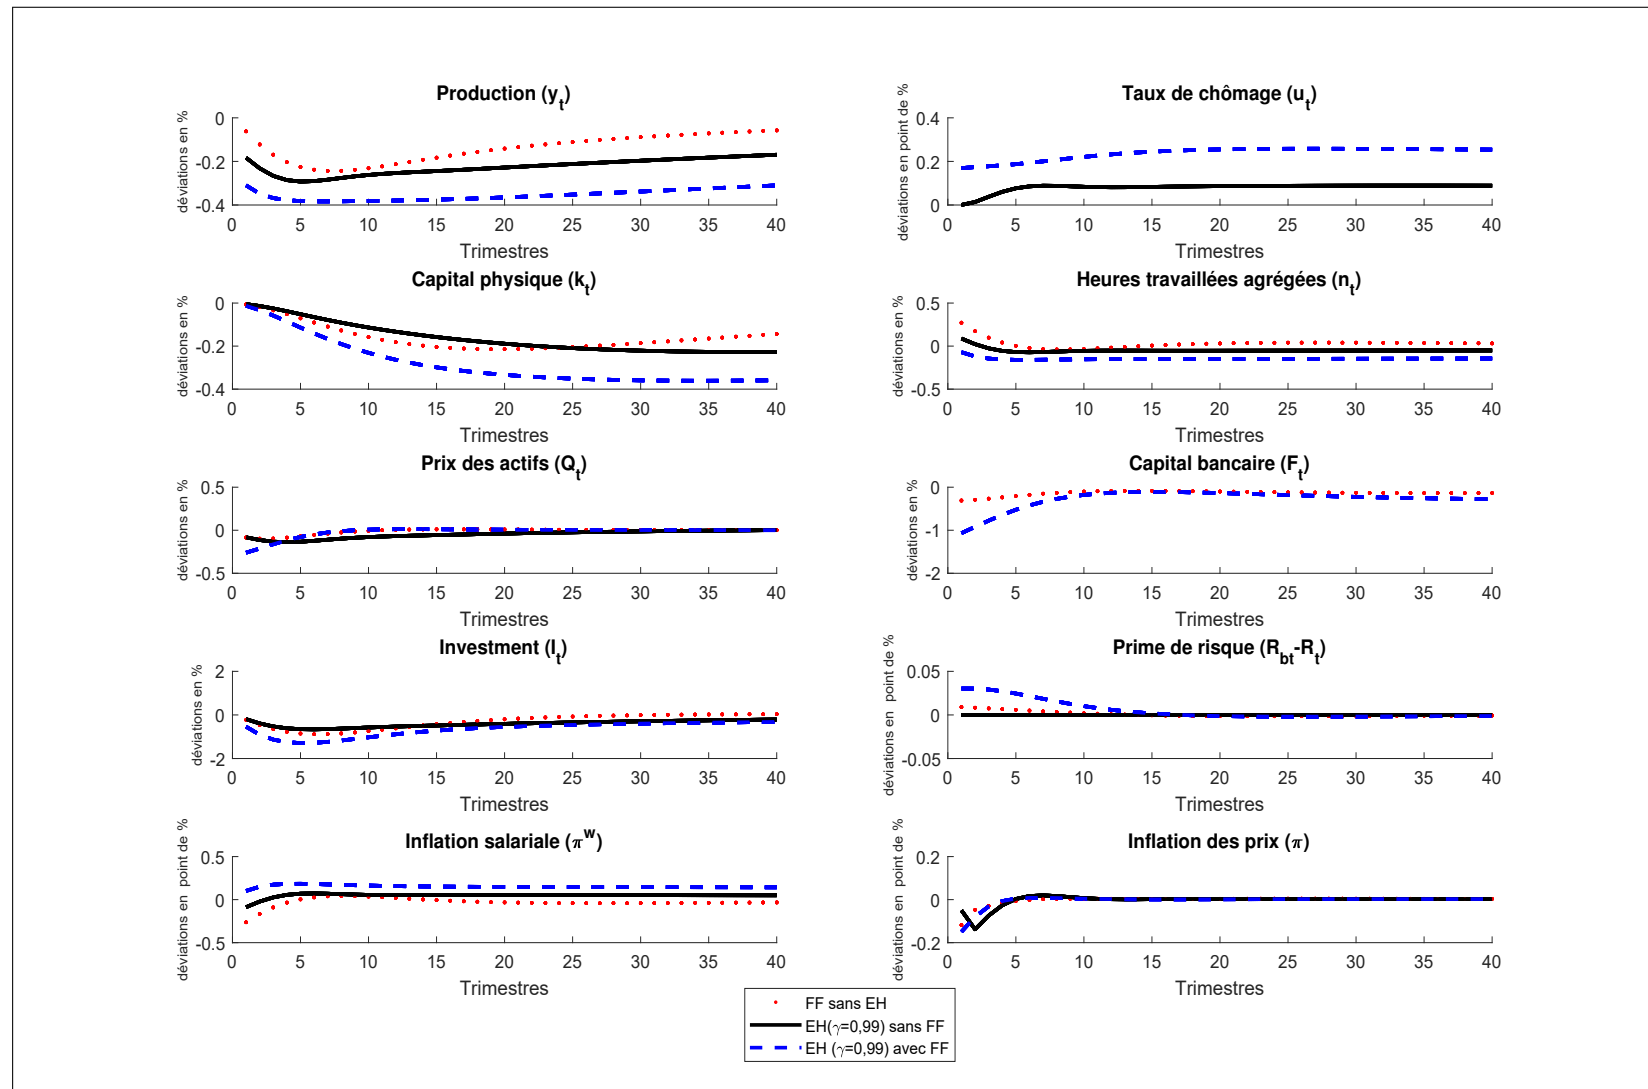 Production (y_t)
déviations en %
0
-0.2
-0.4
0 5 10 15 20 25 30 35 40
Trimestres
Taux de chômage (u_t)
déviations en point de %
0.4
0.2
0
0 5 10 15 20 25 30 35 40
Trimestres
Capital physique (k_t)
déviations en %
0
-0.2
-0.4
0 5 10 15 20 25 30 35 40
Trimestres
Heures travaillées agrégées (n_t)
déviations en %
0.5
0
-0.5
0 5 10 15 20 25 30 35 40
Trimestres
Prix des actifs (Q_t)
déviations en %
0.5
0
-0.5
0 5 10 15 20 25 30 35 40
Trimestres
Capital bancaire (F_t)
déviations en %
0
-1
-2
0 5 10 15 20 25 30 35 40
Trimestres
Investment (I_t)
déviations en %
2
0
-2
0 5 10 15 20 25 30 35 40
Trimestres
Prime de risque (R_bt-R_t)
déviations en point de %
0.05
0
-0.05
0 5 10 15 20 25 30 35 40
Trimestres
Inflation salariale (π^w)
déviations en point de %
0.5
0
-0.5
0 5 10 15 20 25 30 35 40
Trimestres
Inflation des prix (π)
déviations en point de %
0.2
0
-0.2
0 5 10 15 20 25 30 35 40
Trimestres
FF sans EH
EH(γ=0,99) sans FF
EH (γ=0,99) avec FF